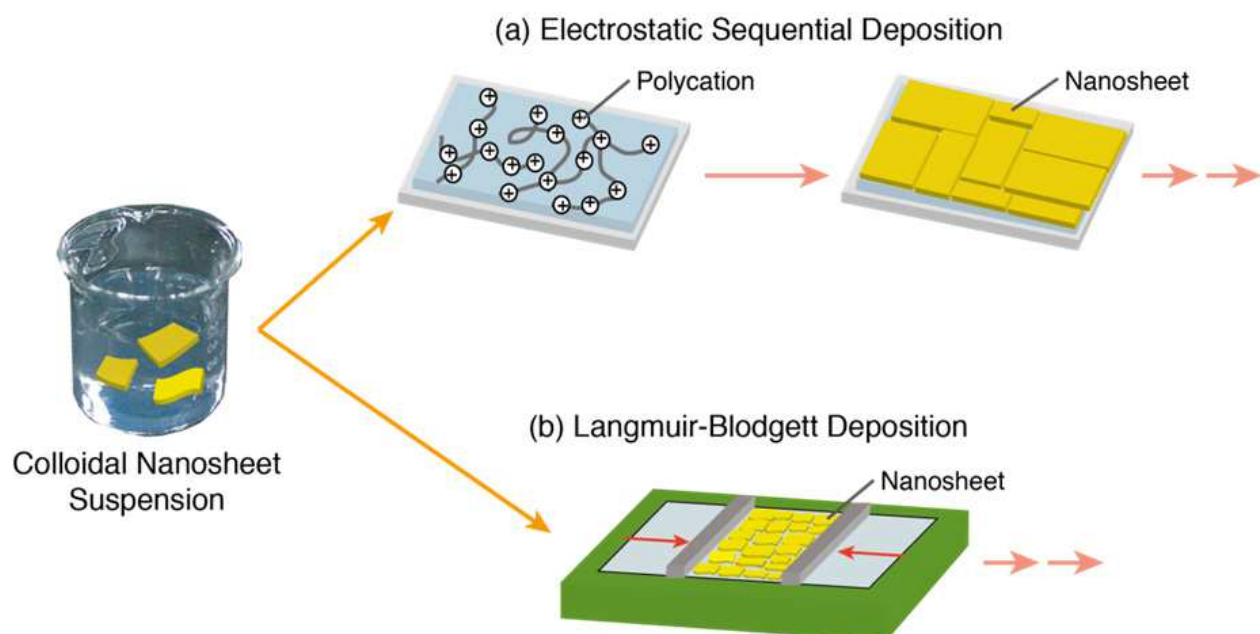 (a) Electrostatic Sequential Deposition
Polycation
Nanosheet
Colloidal Nanosheet
Suspension
(b) Langmuir-Blodgett Deposition
Nanosheet